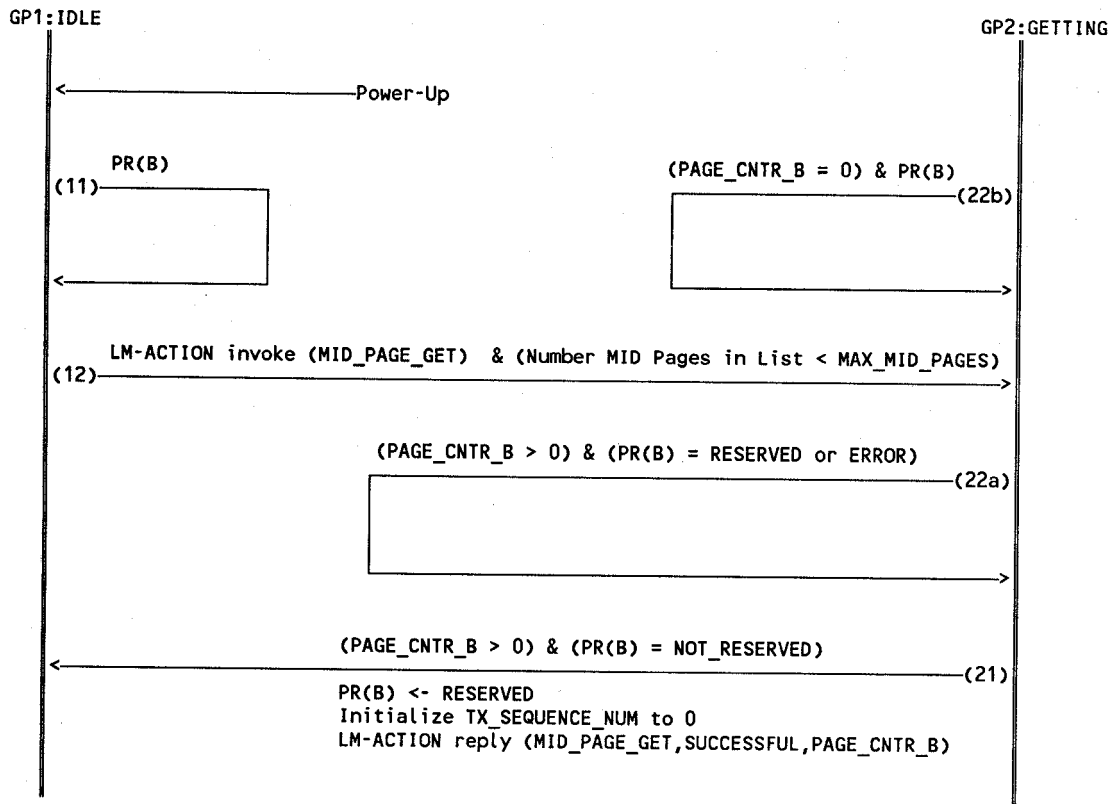 GP1:IDLE
GP2:GETTING
Power-Up
PR(B)
(PAGE_CNTR_B = 0) & PR(B)
(11)
(22b)
LM-ACTION invoke (MID_PAGE_GET) & (Number MID Pages in List < MAX_MID_PAGES)
(12)
(PAGE_CNTR_B > 0) & (PR(B) = RESERVED or ERROR)
(22a)
(PAGE_CNTR_B > 0) & (PR(B) = NOT_RESERVED)
(21)
PR(B) <- RESERVED
Initialize TX_SEQUENCE_NUM to 0
LM-ACTION reply (MID_PAGE_GET,SUCCESSFUL,PAGE_CNTR_B)